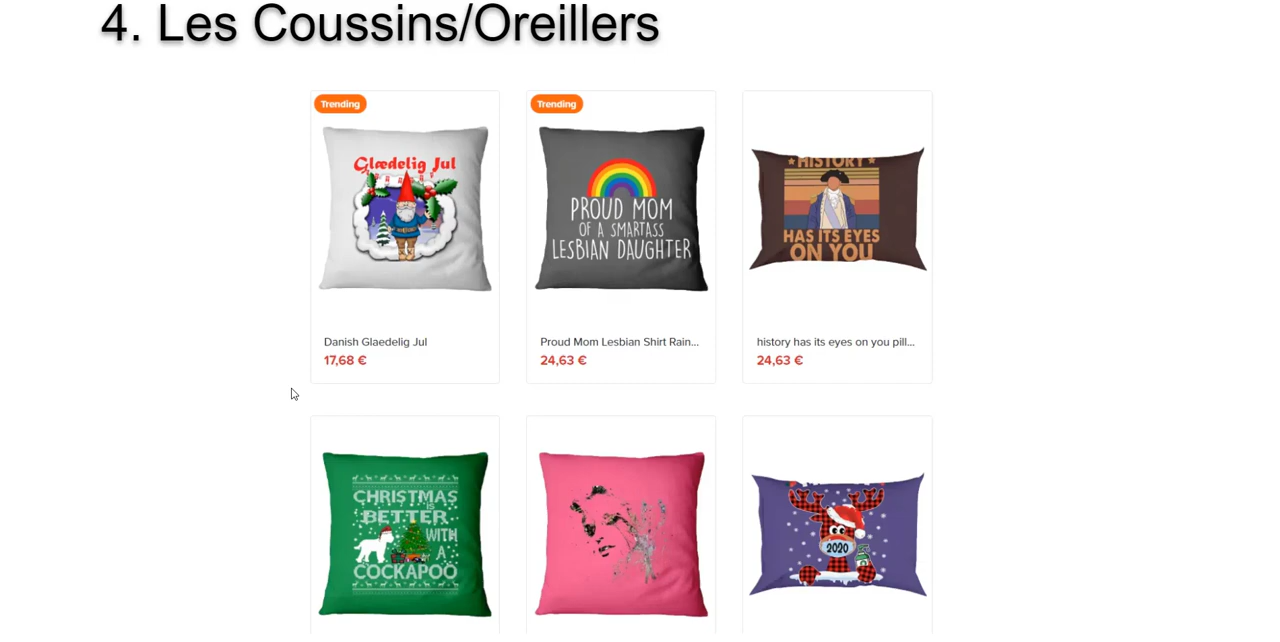 4. Les Coussins/Oreillers
Trending
Glædelig Jul
Danish Glaedelig Jul
17,68 €
Trending
PROUD MOM
OF A SMARTASS
LESBIAN DAUGHTER
Proud Mom Lesbian Shirt Rain...
24,63 €
HISTORY
HAS ITS EYES
ON YOU
history has its eyes on you pill...
24,63 €
CHRISTMAS
IS
BETTER
WITH
A
COCKAPOO
2020